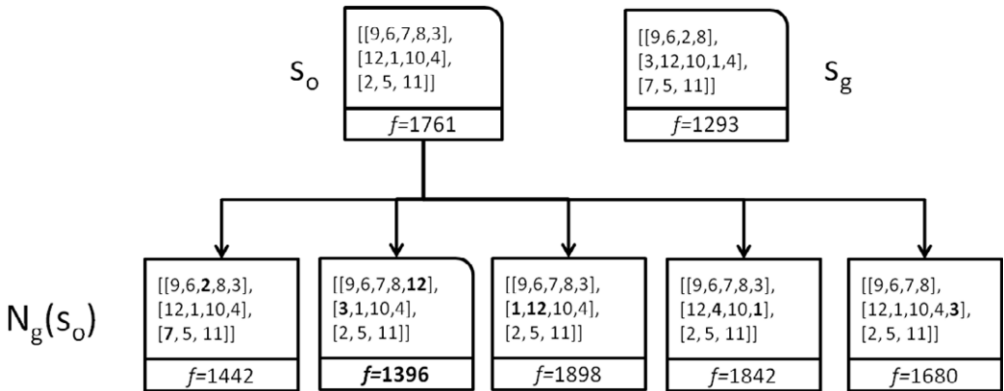 s_o
[[9,6,7,8,3],
[12,1,10,4],
[2, 5, 11]]
f=1761
[[9,6,2,8],
[3,12,10,1,4],
[7, 5, 11]]
f=1293
s_g
N_g(s_o)
[[9,6,2,8,3],
[12,1,10,4],
[7, 5, 11]]
f=1442
[[9,6,7,8,12],
[3,1,10,4],
[2, 5, 11]]
f=1396
[[9,6,7,8,3],
[1,12,10,4],
[2, 5, 11]]
f=1898
[[9,6,7,8,3],
[12,4,10,1],
[2, 5, 11]]
f=1842
[[9,6,7,8],
[12,1,10,4,3],
[2, 5, 11]]
f=1680